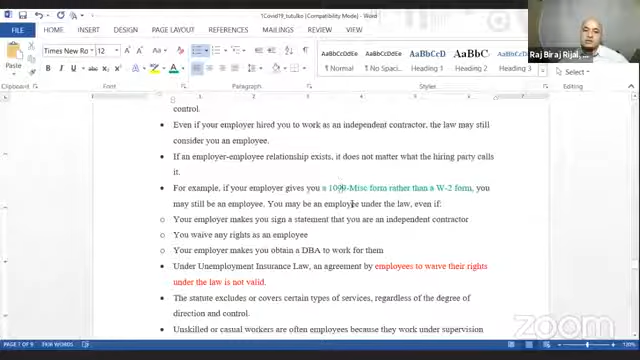 1Covid19_tutulko (Compatibility Mode) - Word
FILE HOME INSERT DESIGN PAGE LAYOUT REFERENCES MAILINGS REVIEW VIEW
Times New Ro 12
Paste
AaBbCcDdEe AaBbCcDdEe AaBbCcD AaBbC AaBbCcD
¶ Normal ¶ No Spaci... Heading 1 Heading 2
Select
Clipboard Font Paragraph Styles
Raj Biraj Rijal,
control.
• Even if your employer hired you to work as an independent contractor, the law may still
consider you an employee.
• If an employer-employee relationship exists, it does not matter what the hiring party calls
it.
• For example, if your employer gives you a 1099-Misc form rather than a W-2 form, you
may still be an employee. You may be an employee under the law, even if:
o Your employer makes you sign a statement that you are an independent contractor
o You waive any rights as an employee
o Your employer makes you obtain a DBA to work for them
• Under Unemployment Insurance Law, an agreement by employees to waive their rights
under the law is not valid.
• The statute excludes or covers certain types of services, regardless of the degree of
direction and control.
• Unskilled or casual workers are often employees because they work under supervision
zoom
PAGE 1 OF 9 WORDS 120%